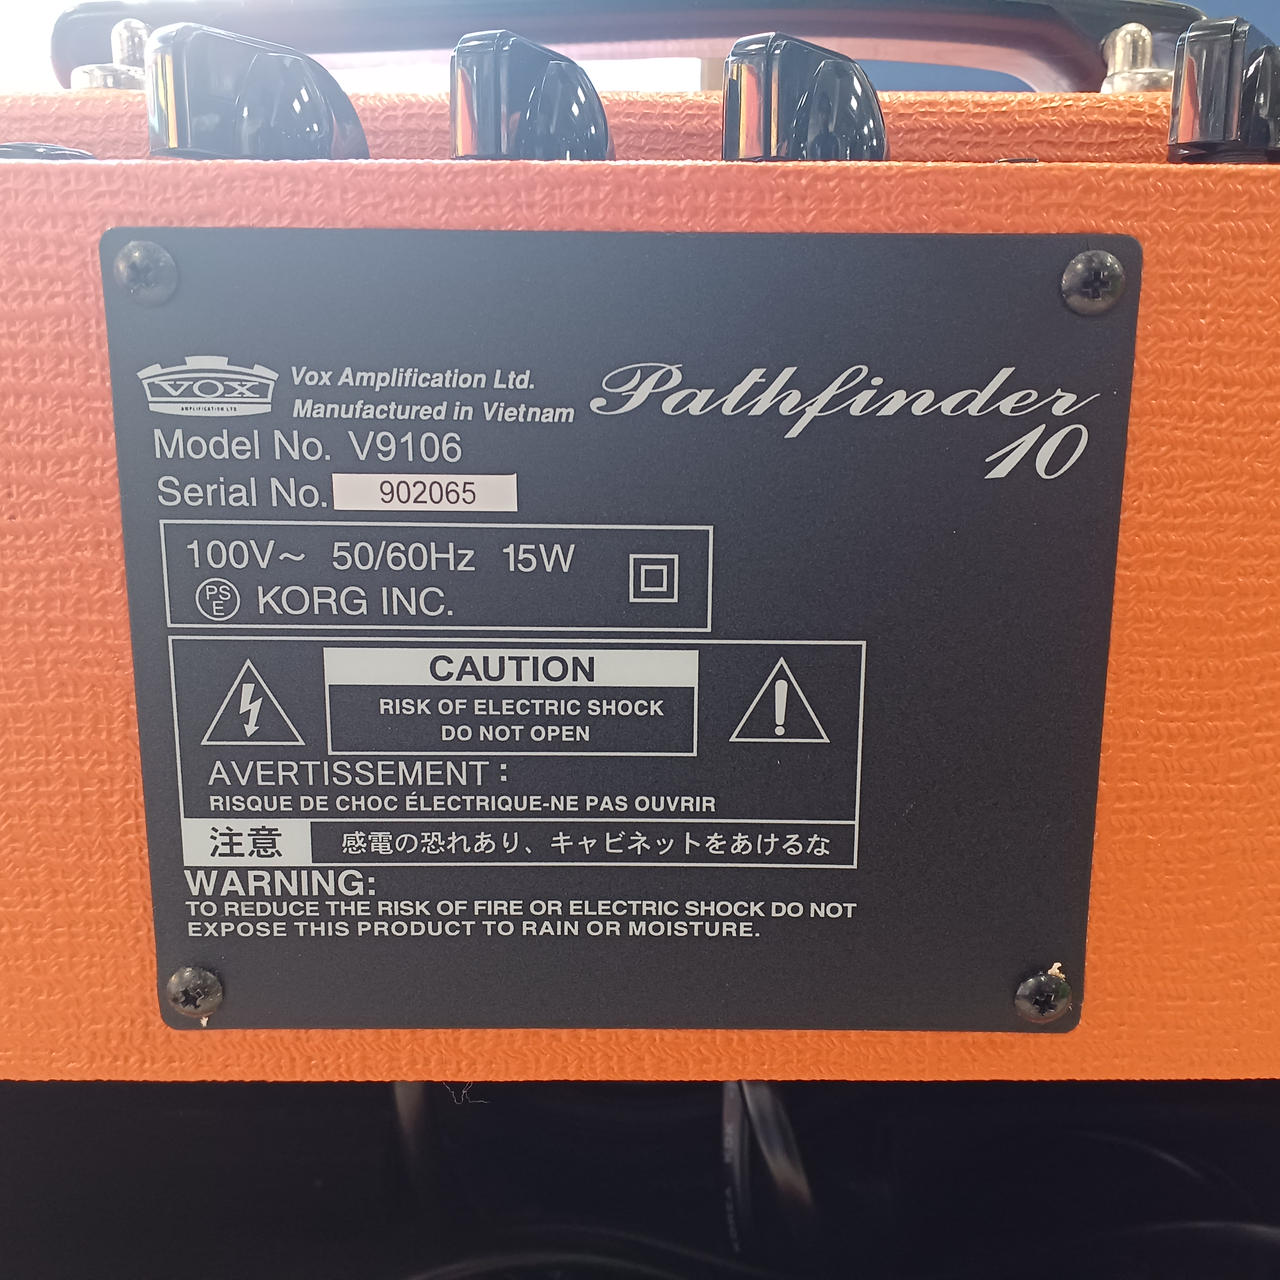 VOX
AMPLIFICATION LTD.
Vox Amplification Ltd.
Manufactured in Vietnam
Pathfinder
10
Model No. V9106
Serial No. 902065
100V~ 50/60Hz 15W
PS
E
KORG INC.
CAUTION
RISK OF ELECTRIC SHOCK
DO NOT OPEN
AVERTISSEMENT :
RISQUE DE CHOC ÉLECTRIQUE-NE PAS OUVRIR
注意 感電の恐れあり、キャビネットをあけるな
WARNING:
TO REDUCE THE RISK OF FIRE OR ELECTRIC SHOCK DO NOT
EXPOSE THIS PRODUCT TO RAIN OR MOISTURE.
VOX